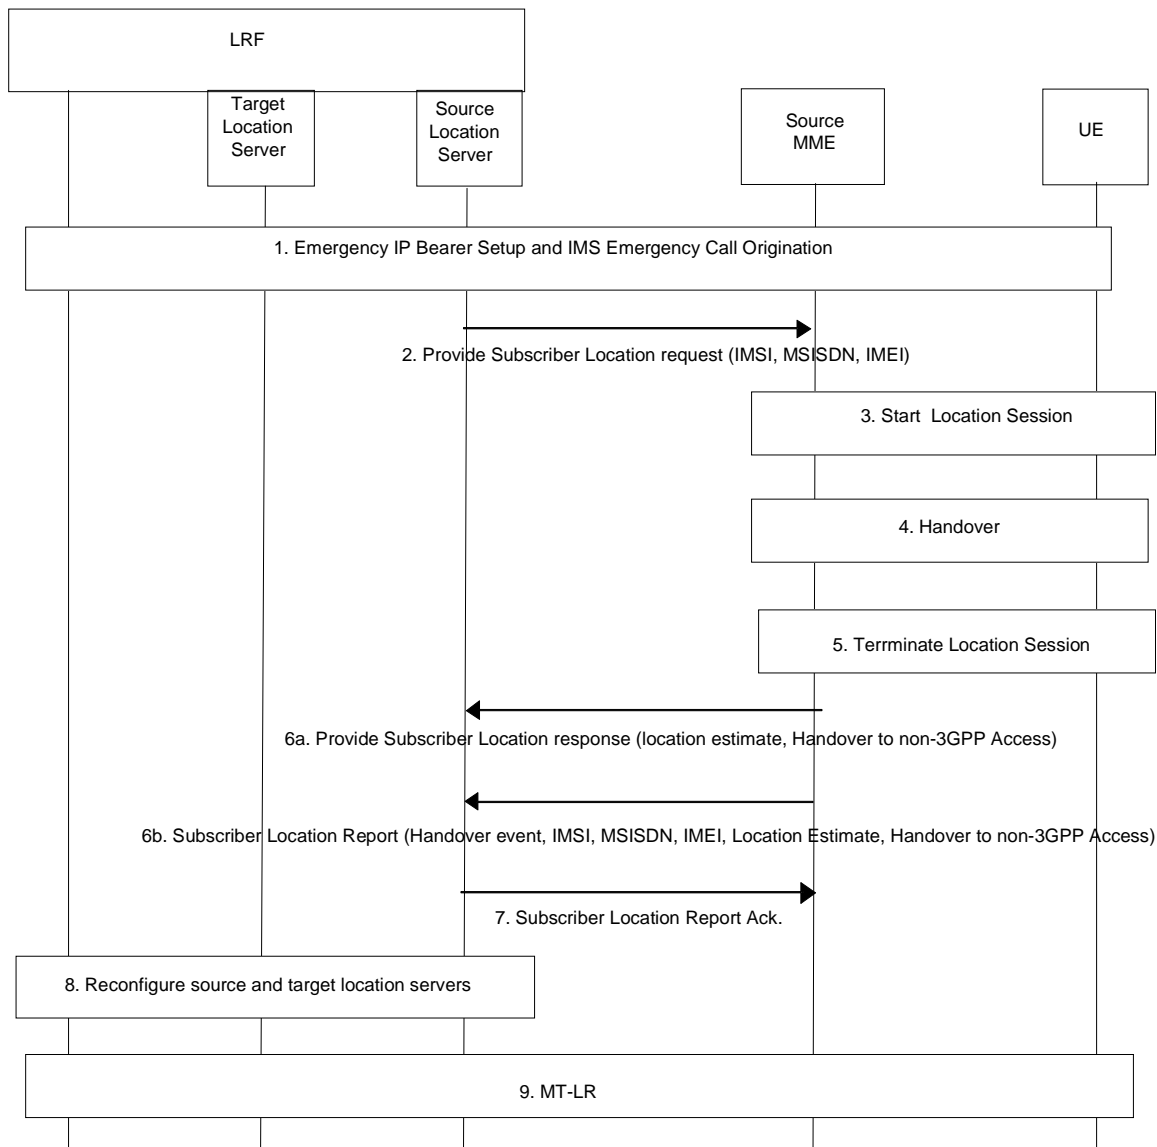 LRF
Target
Location
Server
Source
Location
Server
Source
MME
UE
1. Emergency IP Bearer Setup and IMS Emergency Call Origination
2. Provide Subscriber Location request (IMSI, MSISDN, IMEI)
3. Start Location Session
4. Handover
5. Terrminate Location Session
6a. Provide Subscriber Location response (location estimate, Handover to non-3GPP Access)
6b. Subscriber Location Report (Handover event, IMSI, MSISDN, IMEI, Location Estimate, Handover to non-3GPP Access)
7. Subscriber Location Report Ack.
8. Reconfigure source and target location servers
9. MT-LR